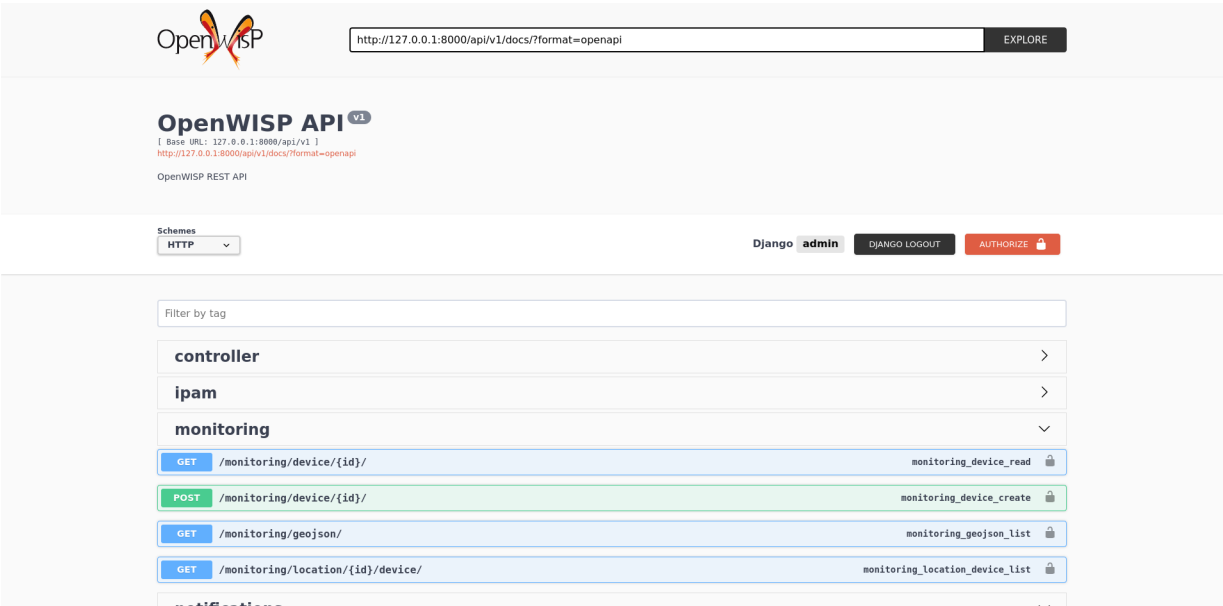 OpenWISP
http://127.0.0.1:8000/api/v1/docs/?format=openapi EXPLORE
OpenWISP API v1
[ Base URL: 127.0.0.1:8000/api/v1 ]
http://127.0.0.1:8000/api/v1/docs/?format=openapi
OpenWISP REST API
Schemes
HTTP
Django admin DJANGO LOGOUT AUTHORIZE
Filter by tag
controller
ipam
monitoring
GET /monitoring/device/{id}/ monitoring_device_read
POST /monitoring/device/{id}/ monitoring_device_create
GET /monitoring/geojson/ monitoring_geojson_list
GET /monitoring/location/{id}/device/ monitoring_location_device_list
notifications